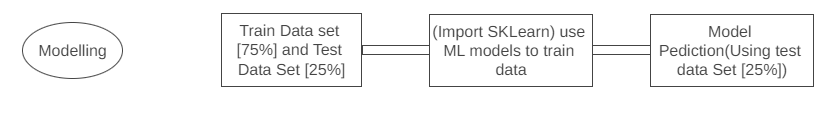 Modelling
Train Data set
[75%] and Test
Data Set [25%]
(Import SKLearn) use
ML models to train
data
Model
Pediction(Using test
data Set [25%])